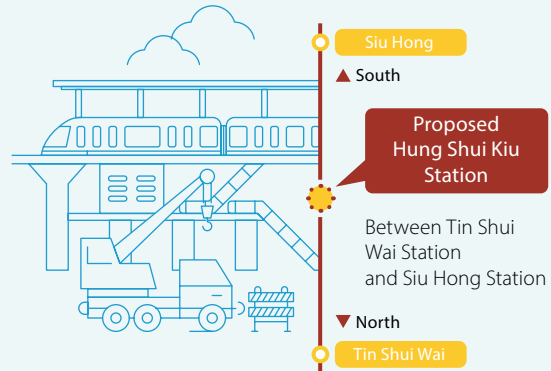 Siu Hong
▲ South
Proposed
Hung Shui Kiu
Station
Between Tin Shui
Wai Station
and Siu Hong Station
▼ North
Tin Shui Wai